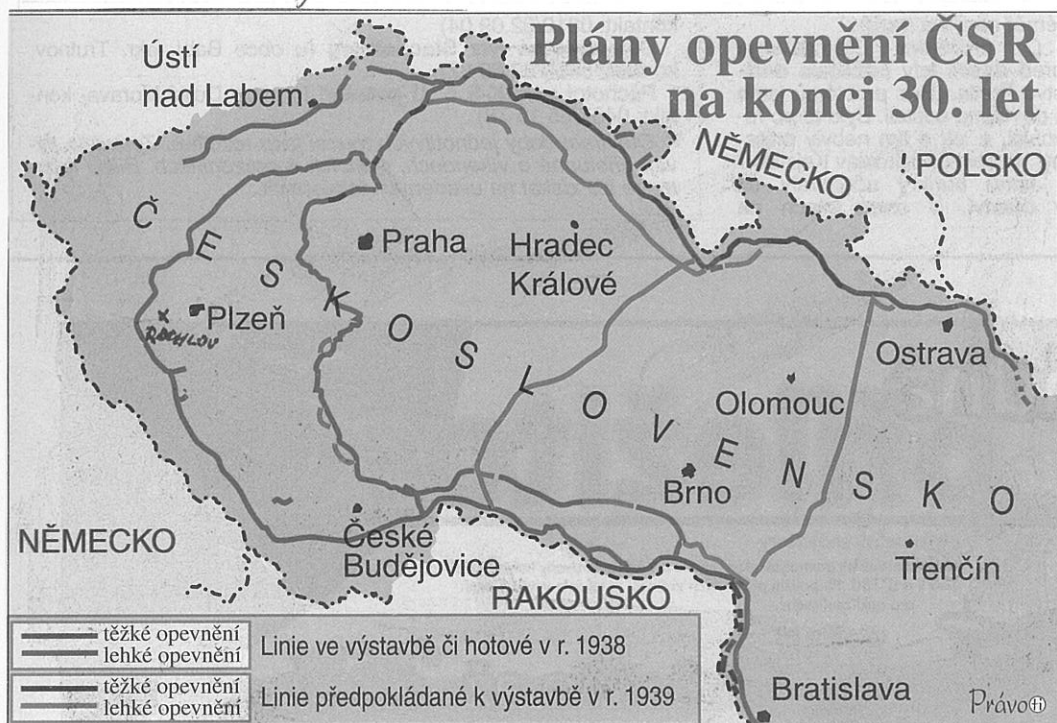 Plány opevnění ČSR
na konci 30. let
Ústí
nad Labem
NĚMECKO
POLSKO
ČESKOSLOVENSKO
Praha
Hradec
Králové
Plzeň
ROCHLOV
Ostrava
Olomouc
Brno
NĚMECKO
České
Budějovice
Trenčín
RAKOUSKO
těžké opevnění
lehké opevnění
Linie ve výstavbě či hotové v r. 1938
těžké opevnění
lehké opevnění
Linie předpokládané k výstavbě v r. 1939
Bratislava
Právo